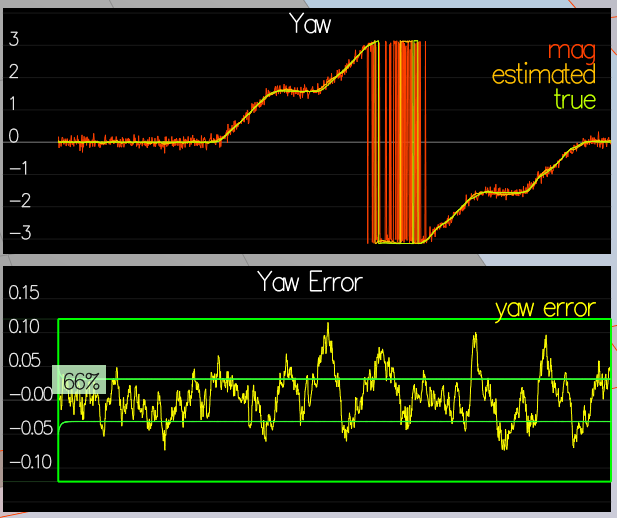 Yaw
3
mag
2
estimated
1
true
0
−1
−2
−3
Yaw Error
0.15
yaw error
0.10
0.05
66%
−0.00
−0.05
−0.10